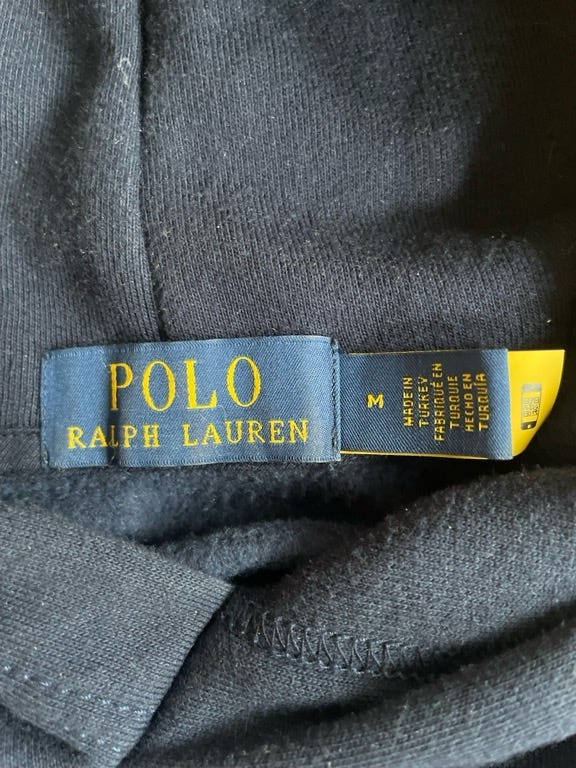 POLO
RALPH LAUREN
M
MADE IN
TURKEY
FABRIQUÉ EN
TURQUIE
HECHO EN
TURQUÍA